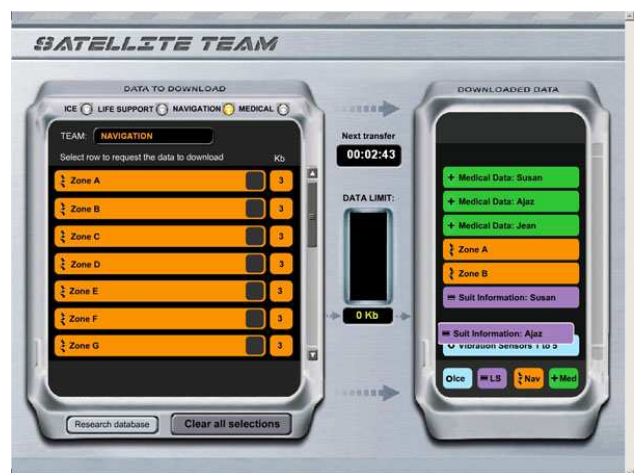 SATELLITE TEAM
DATA TO DOWNLOAD
ICE LIFE SUPPORT NAVIGATION MEDICAL
TEAM: NAVIGATION
Select row to request the data to download Kb
Zone A 3
Zone B 3
Zone C 3
Zone D 3
Zone E 3
Zone F 3
Zone G 3
Research database Clear all selections
Next transfer
00:02:43
DATA LIMIT:
0 Kb
DOWNLOADED DATA
Medical Data: Susan
Medical Data: Ajaz
Medical Data: Jean
Zone A
Zone B
Suit Information: Susan
Suit Information: Ajaz
Vibration Sensors 1 to 5
Ice LS Nav Med